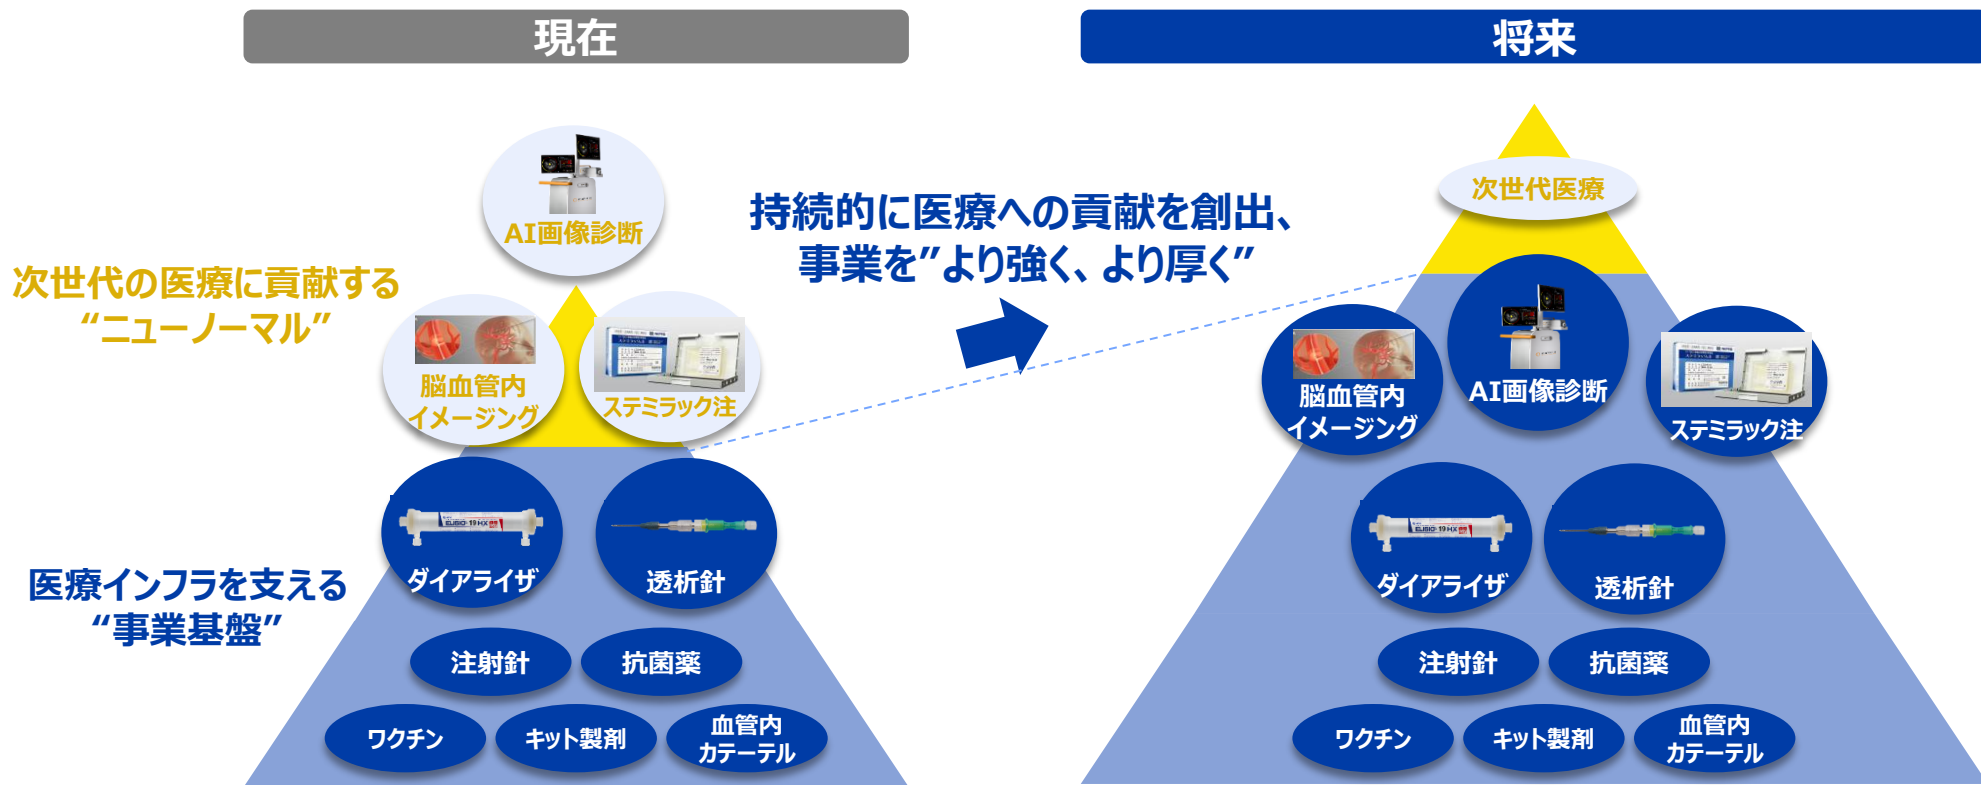 現在
将来
AI画像診断
次世代の医療に貢献する
“ニューノーマル”
脳血管内
イメージング
ステミラック注
ダイアライザ
透析針
医療インフラを支える
“事業基盤”
注射針
抗菌薬
ワクチン
キット製剤
血管内
カテーテル
持続的に医療への貢献を創出、
事業を”より強く、より厚く”
次世代医療
脳血管内
イメージング
AI画像診断
ステミラック注
ダイアライザ
透析針
注射針
抗菌薬
ワクチン
キット製剤
血管内
カテーテル
ELISIO-19HX
ELISIO-19HX